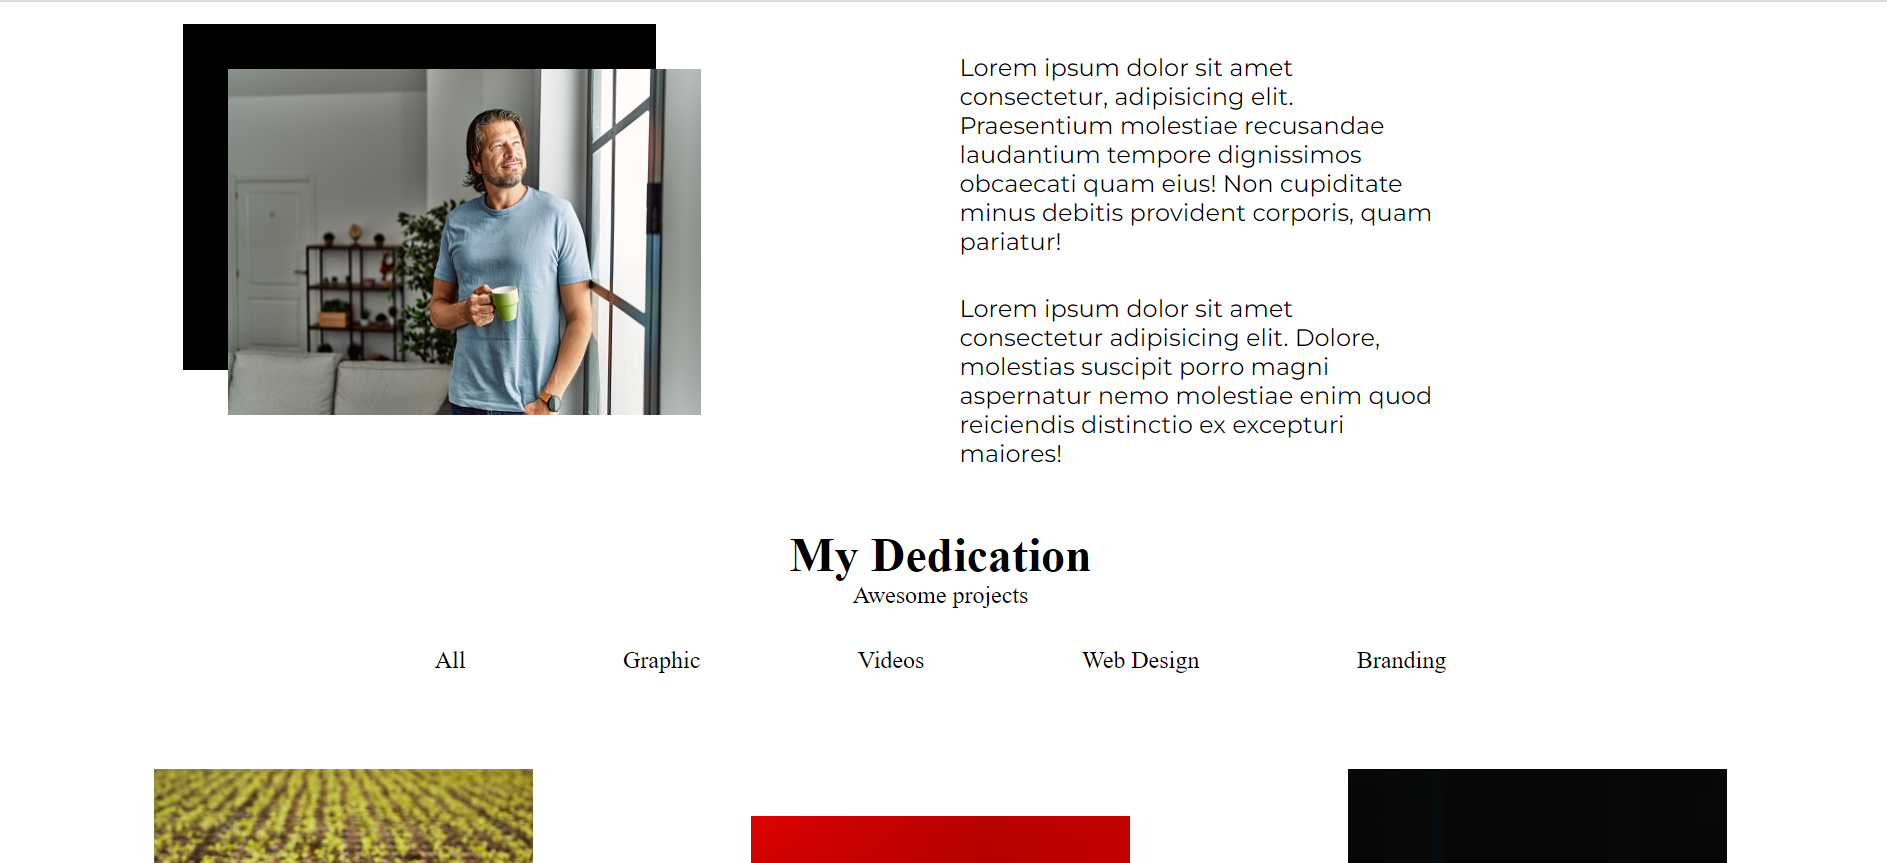 Lorem ipsum dolor sit amet
consectetur, adipisicing elit.
Praesentium molestiae recusandae
laudantium tempore dignissimos
obcaecati quam eius! Non cupiditate
minus debitis provident corporis, quam
pariatur!
Lorem ipsum dolor sit amet
consectetur adipisicing elit. Dolore,
molestias suscipit porro magni
aspernatur nemo molestiae enim quod
reiciendis distinctio ex excepturi
maiores!
My Dedication
Awesome projects
All Graphic Videos Web Design Branding